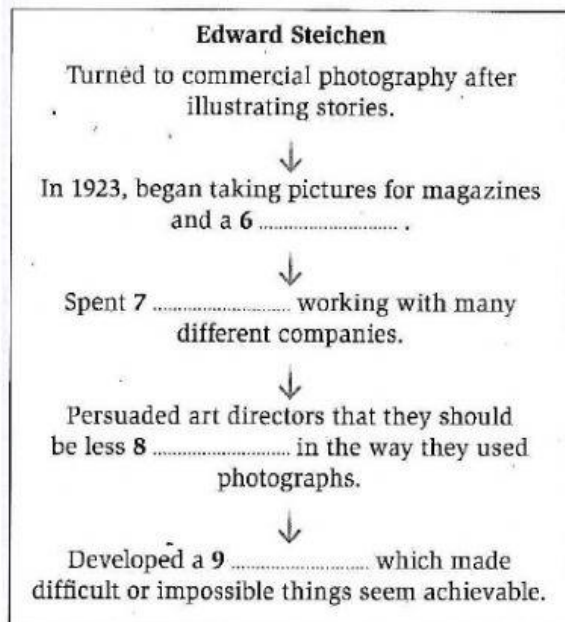 Edward Steichen
Turned to commercial photography after
illustrating stories.
↓
In 1923, began taking pictures for magazines
and a 6 ............................ .
↓
Spent 7 ............................ working with many
different companies.
↓
Persuaded art directors that they should
be less 8 ............................ in the way they used
photographs.
↓
Developed a 9 ............................ which made
difficult or impossible things seem achievable.